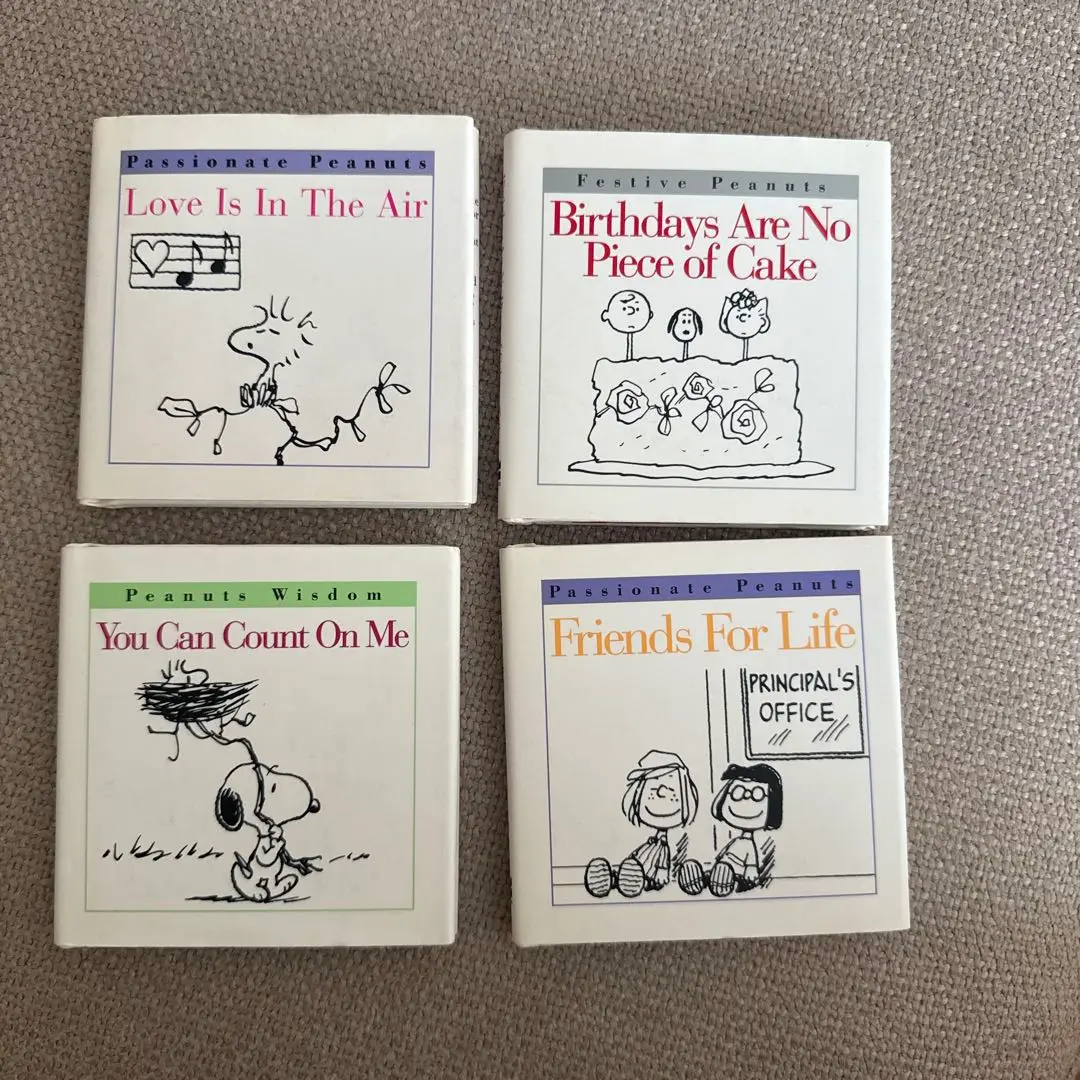 Passionate Peanuts
Love Is In The Air
Festive Peanuts
Birthdays Are No
Piece of Cake
Peanuts Wisdom
You Can Count On Me
Passionate Peanuts
Friends For Life
PRINCIPAL'S
OFFICE